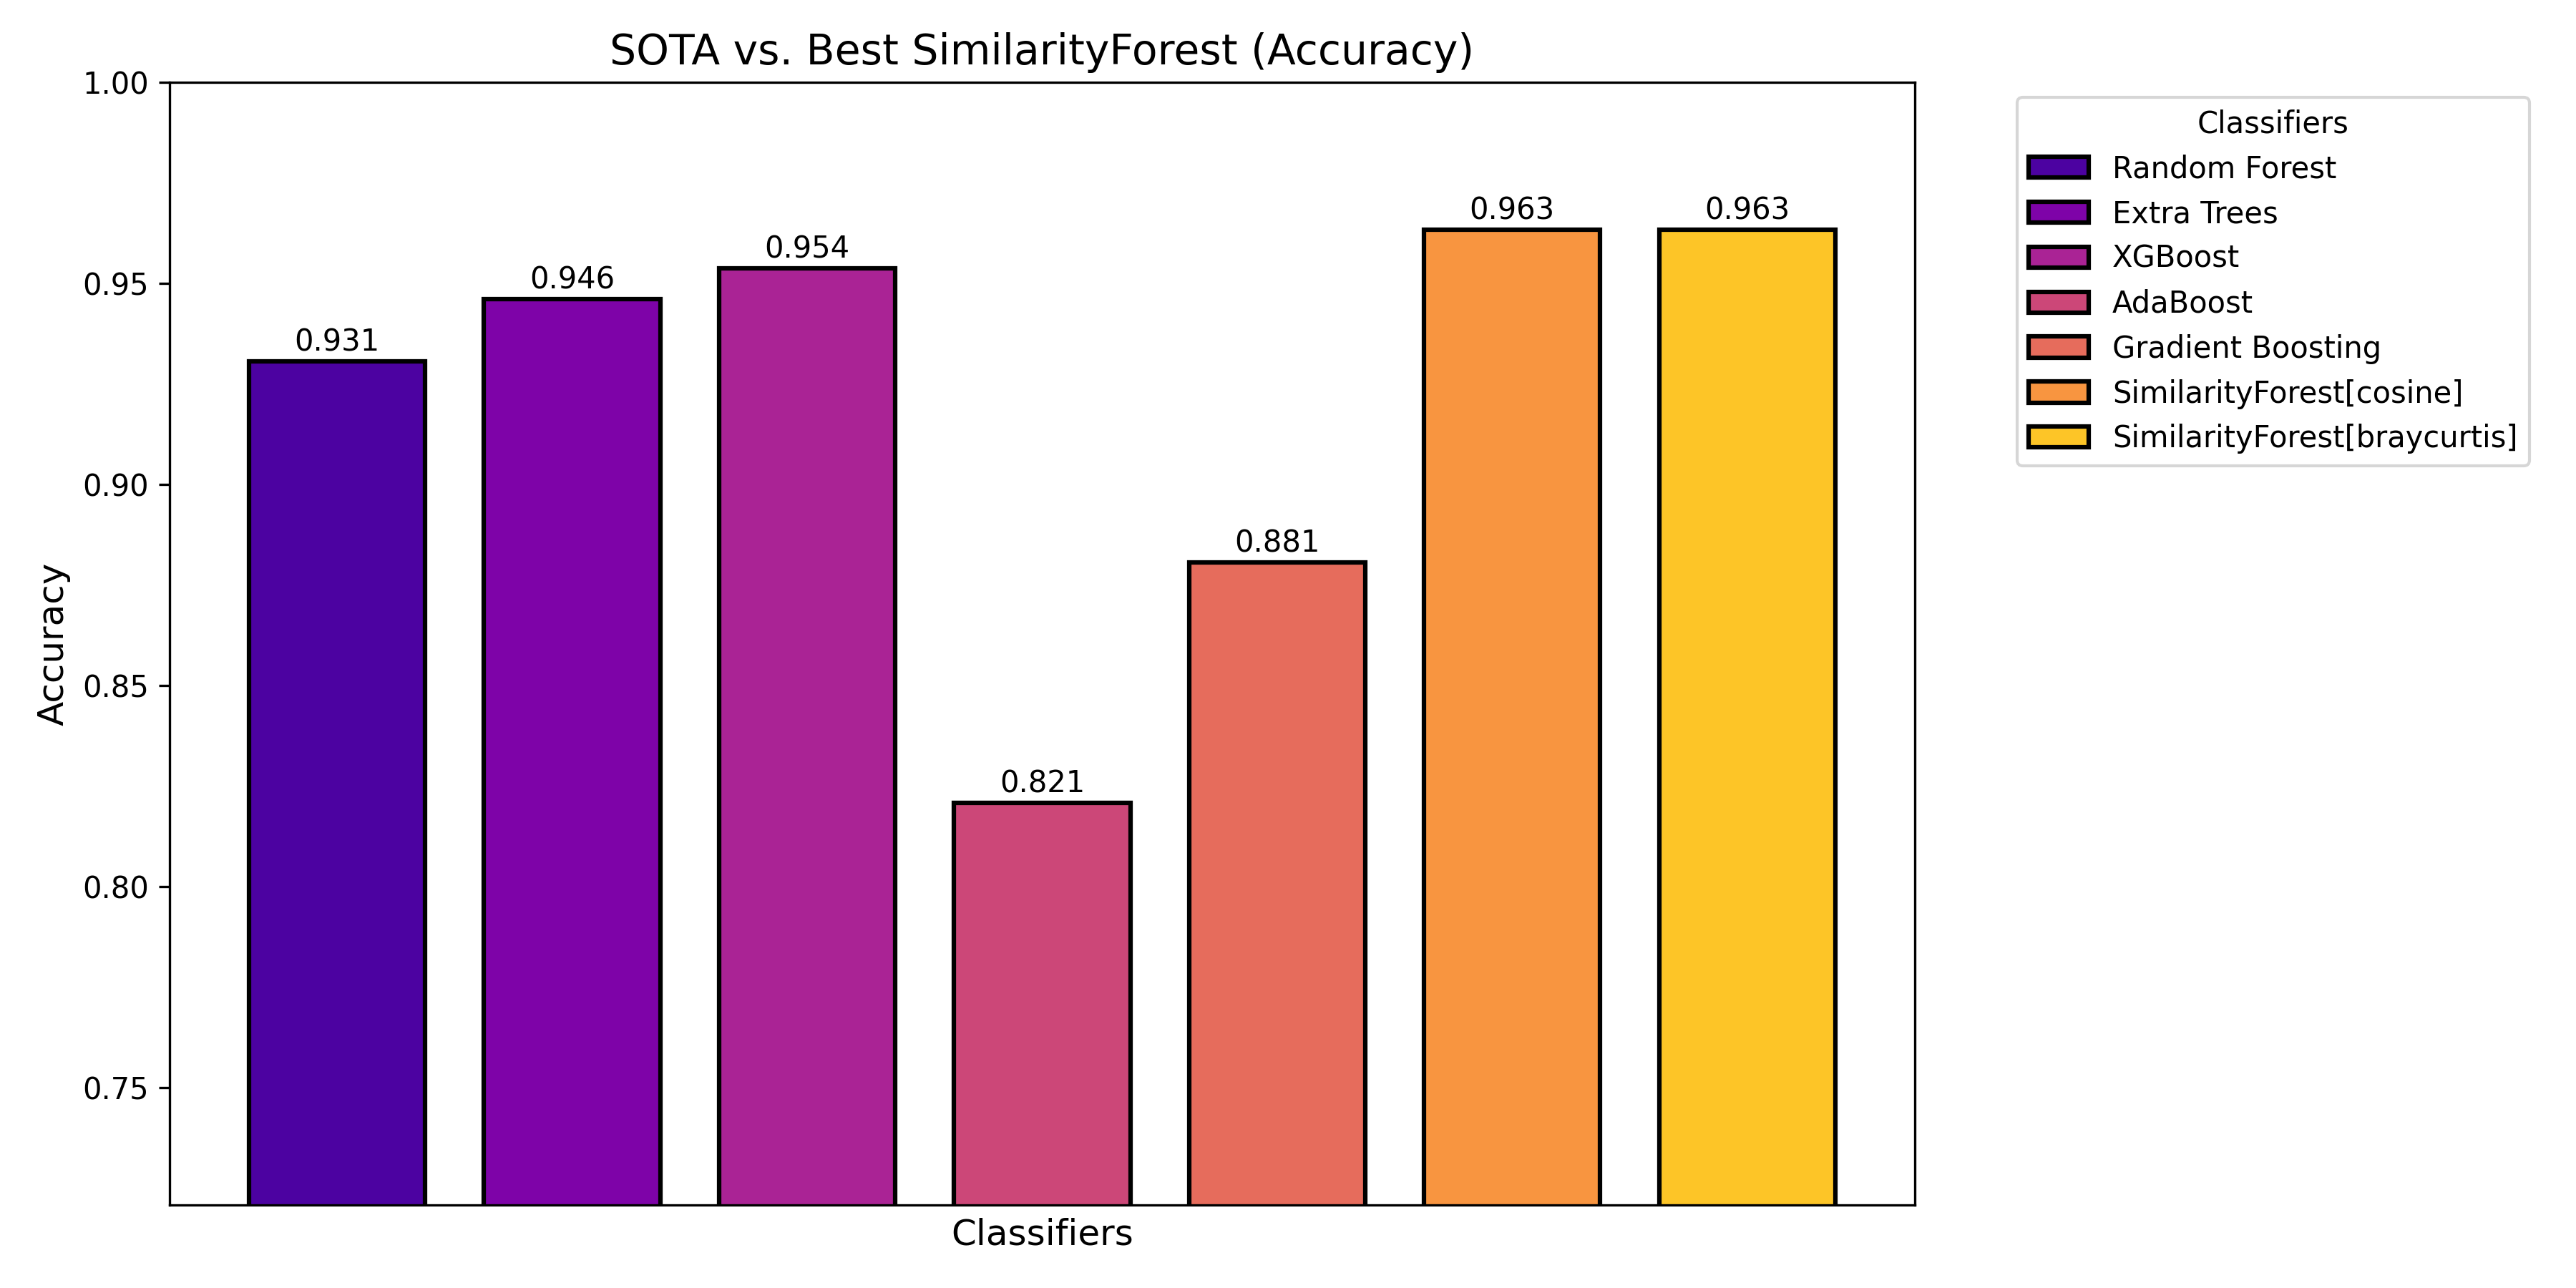 SOTA vs. Best SimilarityForest (Accuracy)
1.00
0.95
0.90
0.85
0.80
0.75
Accuracy
0.931
0.946
0.954
0.821
0.881
0.963
0.963
Classifiers
Classifiers
Random Forest
Extra Trees
XGBoost
AdaBoost
Gradient Boosting
SimilarityForest[cosine]
SimilarityForest[braycurtis]